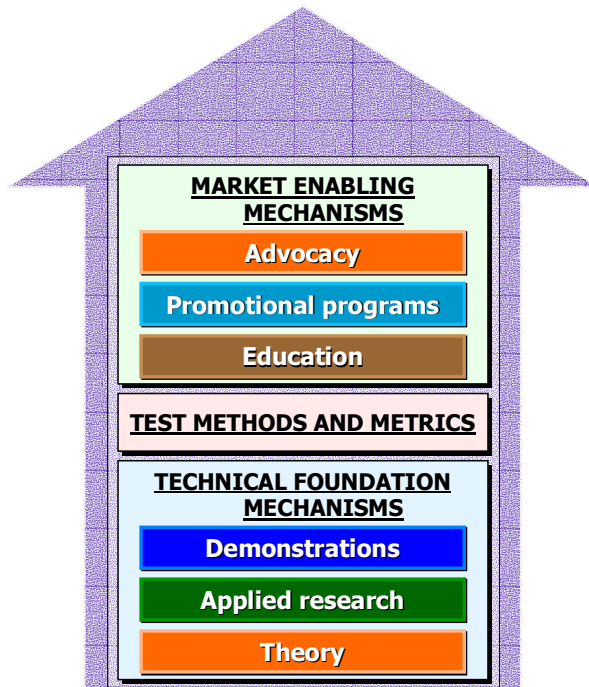 MARKET ENABLING
MECHANISMS
Advocacy
Promotional programs
Education
TEST METHODS AND METRICS
TECHNICAL FOUNDATION
MECHANISMS
Demonstrations
Applied research
Theory